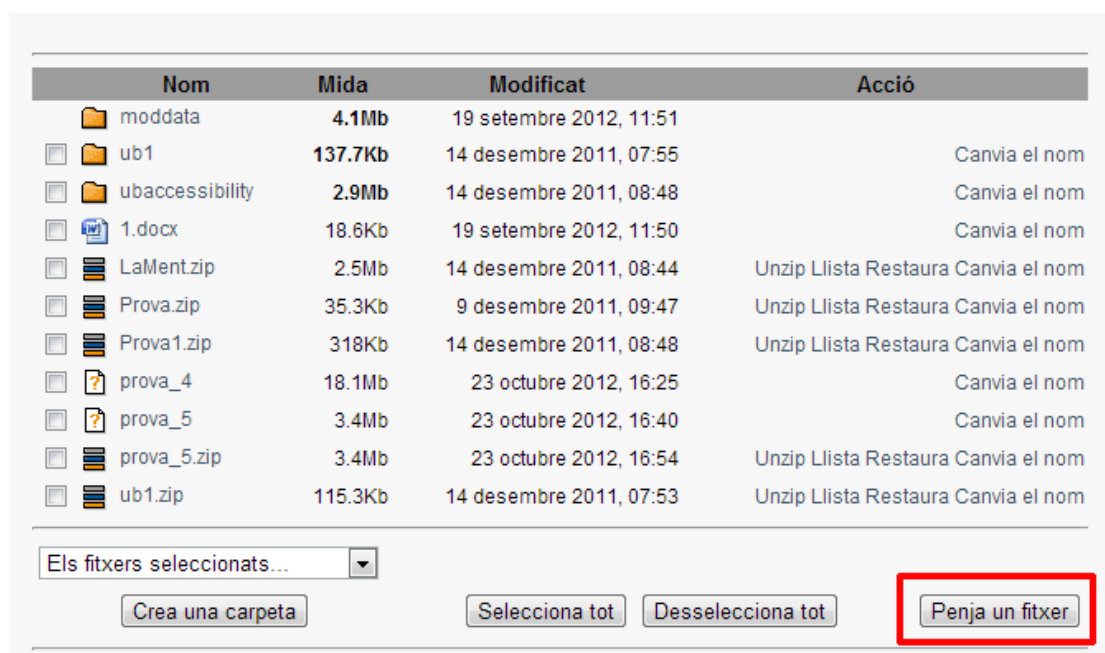 Nom Mida Modificat Acció
moddata 4.1Mb 19 setembre 2012, 11:51
ub1 137.7Kb 14 desembre 2011, 07:55 Canvia el nom
ubaccessibility 2.9Mb 14 desembre 2011, 08:48 Canvia el nom
1.docx 18.6Kb 19 setembre 2012, 11:50 Canvia el nom
LaMent.zip 2.5Mb 14 desembre 2011, 08:44 Unzip Llista Restaura Canvia el nom
Prova.zip 35.3Kb 9 desembre 2011, 09:47 Unzip Llista Restaura Canvia el nom
Prova1.zip 318Kb 14 desembre 2011, 08:48 Unzip Llista Restaura Canvia el nom
prova_4 18.1Mb 23 octubre 2012, 16:25 Canvia el nom
prova_5 3.4Mb 23 octubre 2012, 16:40 Canvia el nom
prova_5.zip 3.4Mb 23 octubre 2012, 16:54 Unzip Llista Restaura Canvia el nom
ub1.zip 115.3Kb 14 desembre 2011, 07:53 Unzip Llista Restaura Canvia el nom
Els fitxers seleccionats...
Crea una carpeta Selecciona tot Desselecciona tot Penja un fitxer